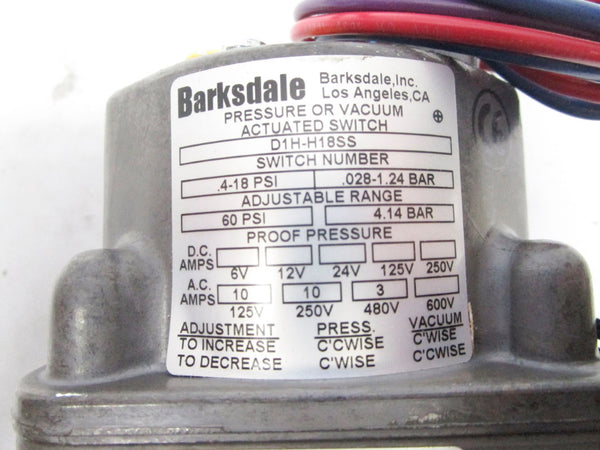 Barksdale Barksdale, Inc.
Los Angeles, CA
PRESSURE OR VACUUM
ACTUATED SWITCH
D1H-H18SS
SWITCH NUMBER
.4-18 PSI .028-1.24 BAR
ADJUSTABLE RANGE
60 PSI 4.14 BAR
PROOF PRESSURE
D.C. AMPS
6V 12V 24V 125V 250V
A.C. AMPS 10 10 3
125V 250V 480V 600V
ADJUSTMENT PRESS. VACUUM
TO INCREASE C'CWISE C'WISE
TO DECREASE C'WISE C'CWISE